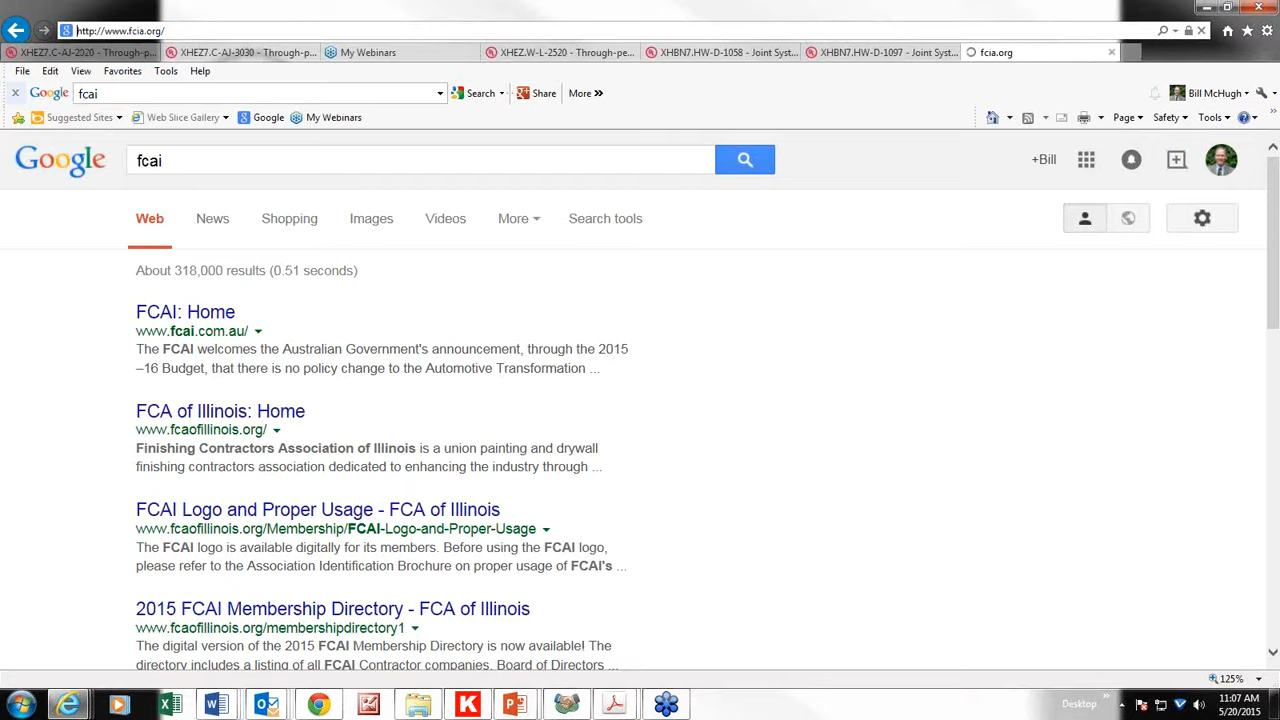 http://www.fcia.org/
XHEZ7.C-AJ-2020 - Through-p...
XHEZ7.C-AJ-3030 - Through-p...
My Webinars
XHEZ.W-L-2520 - Through-pe...
XHBN7.HW-D-1058 - Joint Syst...
XHBN7.HW-D-1097 - Joint Syst...
fcia.org
File Edit View Favorites Tools Help
x Google fcai Search Share More »
Bill McHugh
Suggested Sites Web Slice Gallery Google My Webinars
Page Safety Tools
Google fcai
+Bill
Web News Shopping Images Videos More Search tools
About 318,000 results (0.51 seconds)
FCAI: Home
www.fcai.com.au/
The FCAI welcomes the Australian Government's announcement, through the 2015
–16 Budget, that there is no policy change to the Automotive Transformation ...
FCA of Illinois: Home
www.fcaofillinois.org/
Finishing Contractors Association of Illinois is a union painting and drywall
finishing contractors association dedicated to enhancing the industry through ...
FCAI Logo and Proper Usage - FCA of Illinois
www.fcaofillinois.org/Membership/FCAI-Logo-and-Proper-Usage
The FCAI logo is available digitally for its members. Before using the FCAI logo,
please refer to the Association Identification Brochure on proper usage of FCAI's ...
2015 FCAI Membership Directory - FCA of Illinois
www.fcaofillinois.org/membershipdirectory1
The digital version of the 2015 FCAI Membership Directory is now available! The
directory includes a listing of all FCAI Contractor companies, Board of Directors ...
125%
Desktop »
11:07 AM
5/20/2015